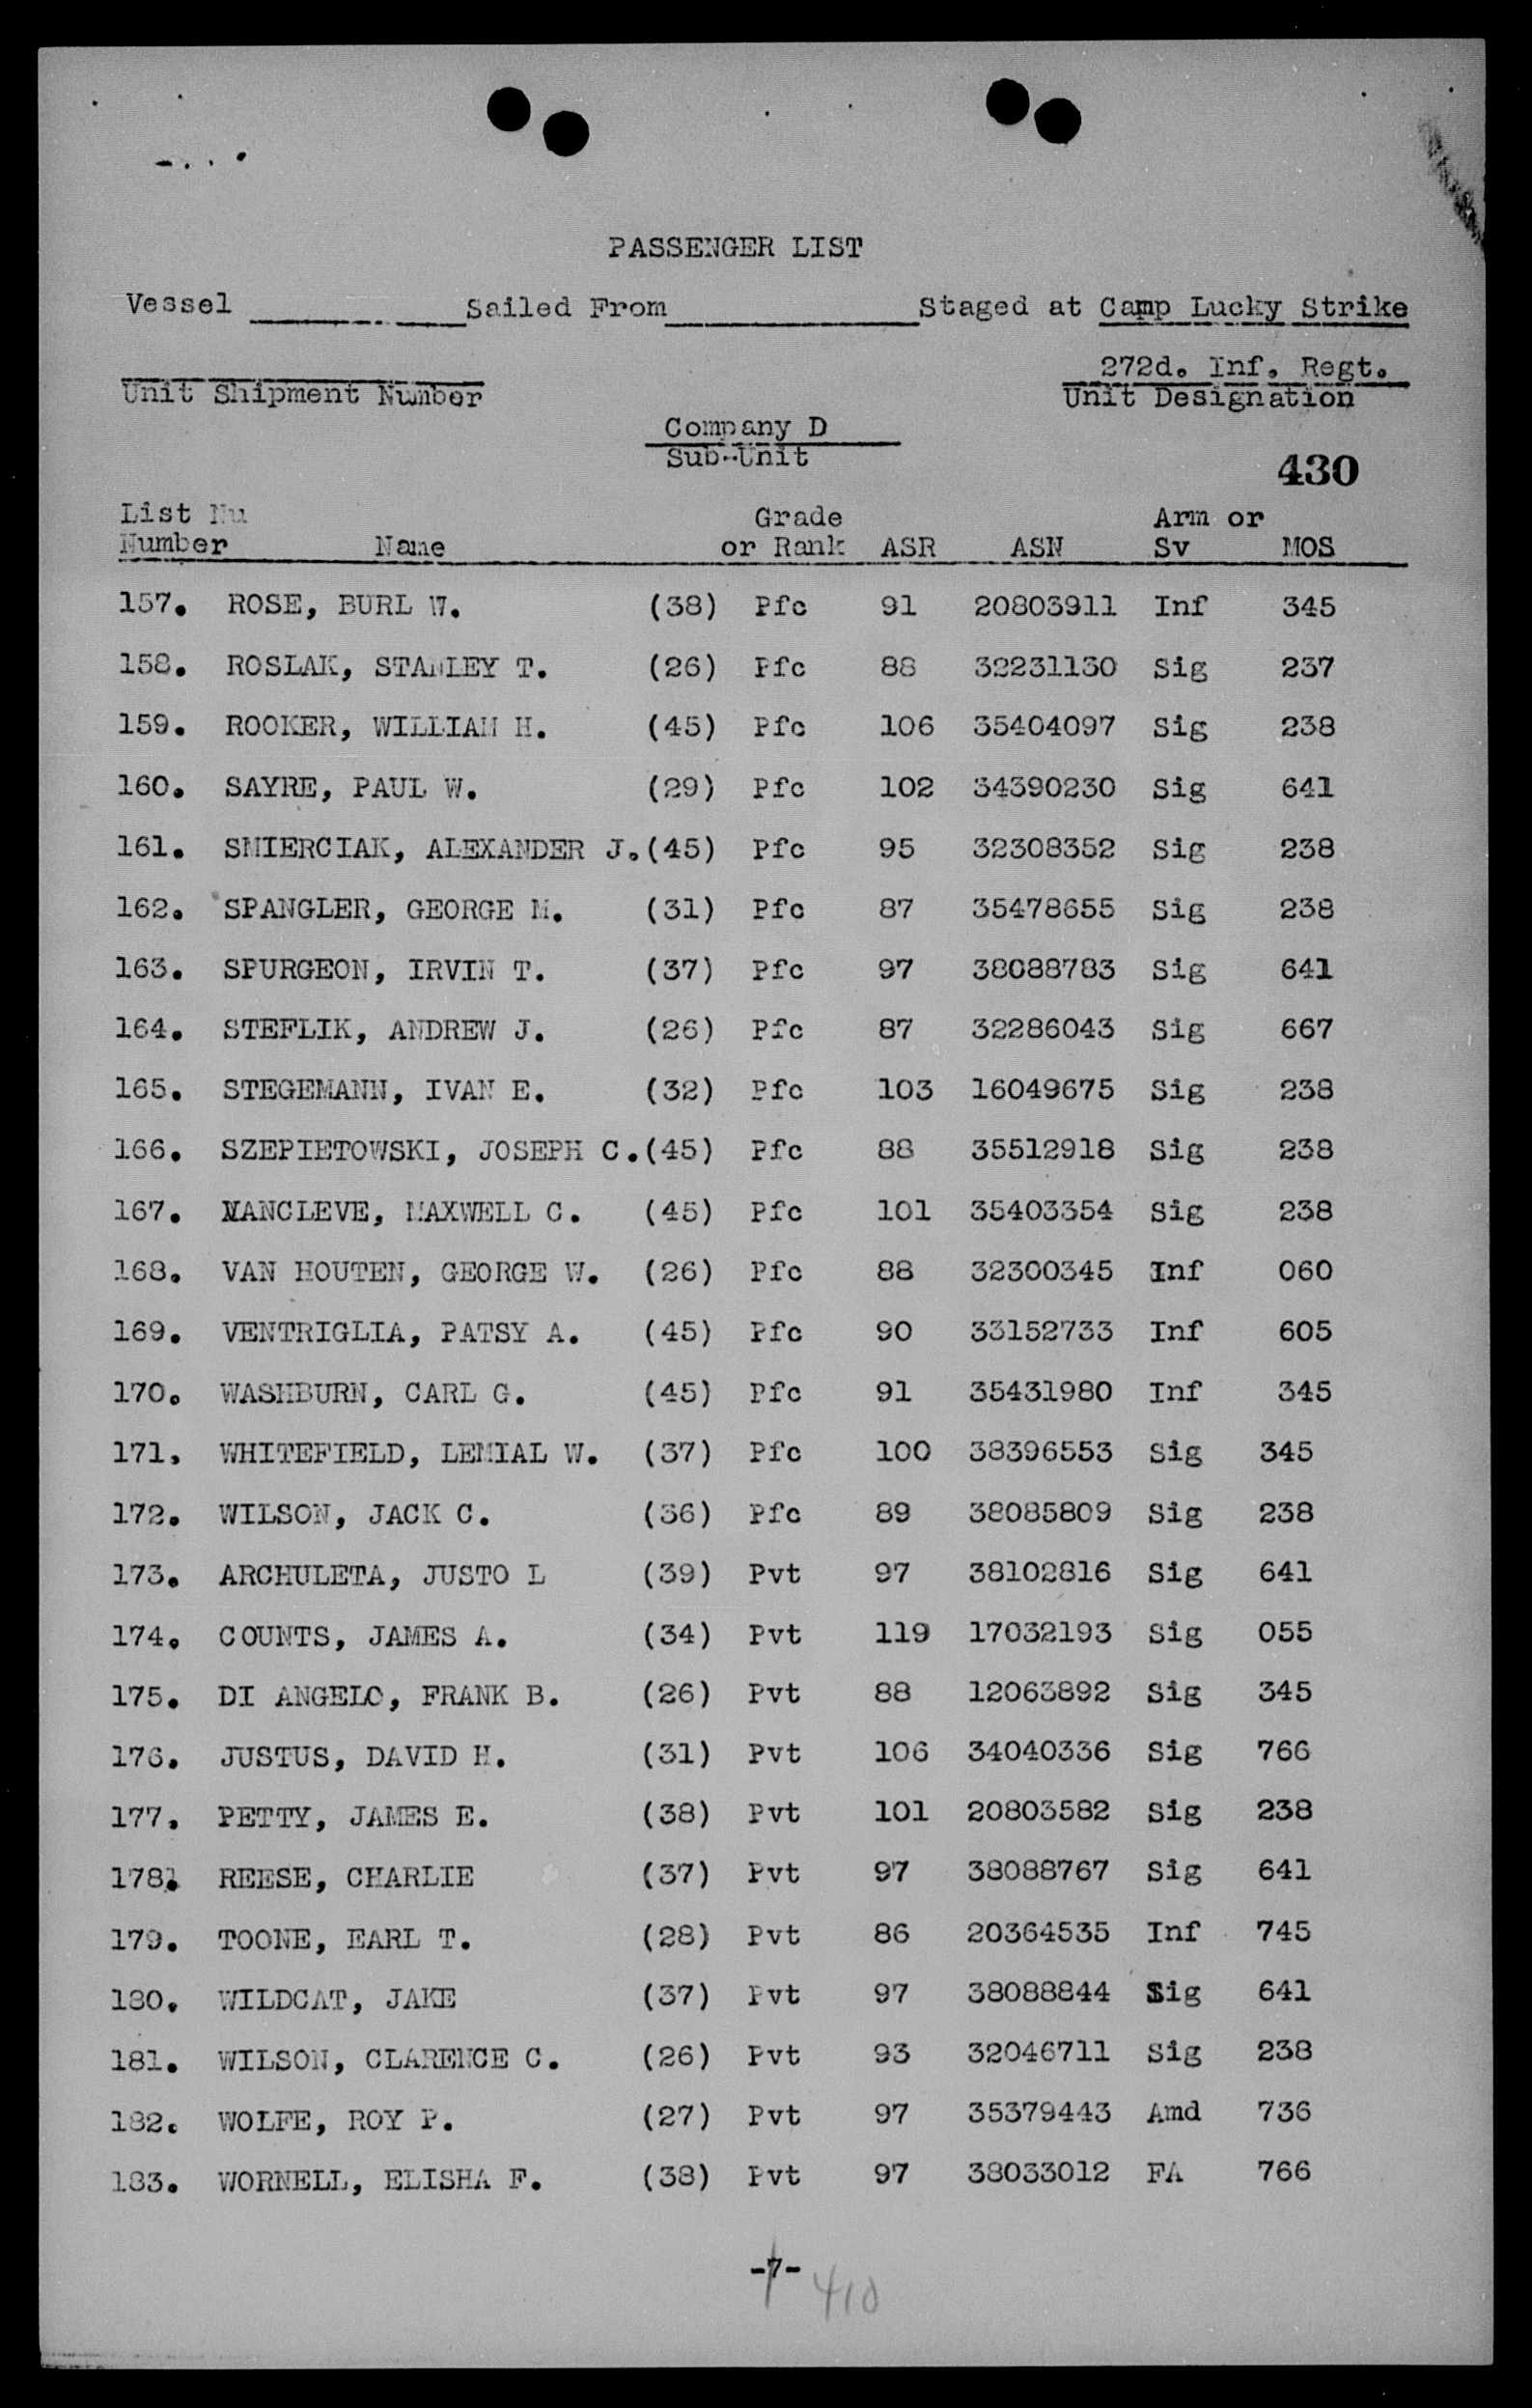 PASSENGER LIST
Vessel Sailed From Staged at Camp Lucky Strike
272d. Inf. Regt.
Unit Shipment Number Unit Designation
Company D
Sub-Unit
430
List Nu Grade Arm or
Number Name or Rank ASR ASN Sv MOS
157. ROSE, BURL W. (38) Pfc 91 20803911 Inf 345
158. ROSLAK, STANLEY T. (26) Pfc 88 32231130 Sig 237
159. ROOKER, WILLIAM H. (45) Pfc 106 35404097 Sig 238
160. SAYRE, PAUL W. (29) Pfc 102 34390230 Sig 641
161. SMIERCIAK, ALEXANDER J. (45) Pfc 95 32308352 Sig 238
162. SPANGLER, GEORGE M. (31) Pfc 87 35478655 Sig 238
163. SPURGEON, IRVIN T. (37) Pfc 97 38088783 Sig 641
164. STEFLIK, ANDREW J. (26) Pfc 87 32286043 Sig 667
165. STEGEMANN, IVAN E. (32) Pfc 103 16049675 Sig 238
166. SZEPIETOWSKI, JOSEPH C. (45) Pfc 88 35512918 Sig 238
167. VANCLEVE, MAXWELL C. (45) Pfc 101 35403354 Sig 238
168. VAN HOUTEN, GEORGE W. (26) Pfc 88 32300345 Inf 060
169. VENTRIGLIA, PATSY A. (45) Pfc 90 33152733 Inf 605
170. WASHBURN, CARL G. (45) Pfc 91 35431980 Inf 345
171. WHITEFIELD, LEMIAL W. (37) Pfc 100 38396553 Sig 345
172. WILSON, JACK C. (36) Pfc 89 38085809 Sig 238
173. ARCHULETA, JUSTO L (39) Pvt 97 38102816 Sig 641
174. COUNTS, JAMES A. (34) Pvt 119 17032193 Sig 055
175. DI ANGELO, FRANK B. (26) Pvt 88 12063892 Sig 345
176. JUSTUS, DAVID H. (31) Pvt 106 34040336 Sig 766
177. PETTY, JAMES E. (38) Pvt 101 20803582 Sig 238
178. REESE, CHARLIE (37) Pvt 97 38088767 Sig 641
179. TOONE, EARL T. (28) Pvt 86 20364535 Inf 745
180. WILDCAT, JAKE (37) Pvt 97 38088844 Sig 641
181. WILSON, CLARENCE C. (26) Pvt 93 32046711 Sig 238
182. WOLFE, ROY P. (27) Pvt 97 35379443 Amd 736
183. WORNELL, ELISHA F. (38) Pvt 97 38033012 FA 766
-7-
410